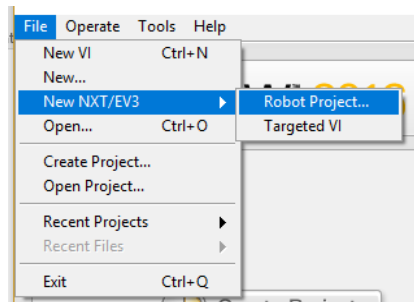 File Operate Tools Help
New VI Ctrl+N
New...
New NXT/EV3
Robot Project...
Open... Ctrl+O
Targeted VI
Create Project...
Open Project...
Recent Projects
Recent Files
Exit Ctrl+Q